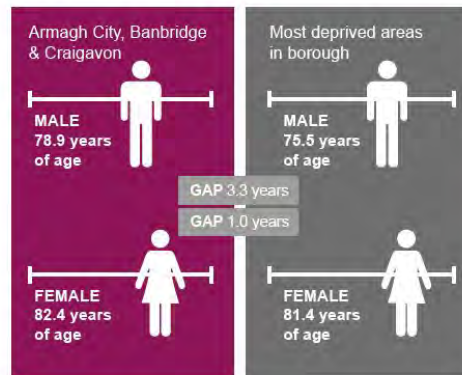 Armagh City, Banbridge
& Craigavon
MALE
78.9 years
of age
FEMALE
82.4 years
of age
GAP 3.3 years
GAP 1.0 years
Most deprived areas
in borough
MALE
75.5 years
of age
FEMALE
81.4 years
of age